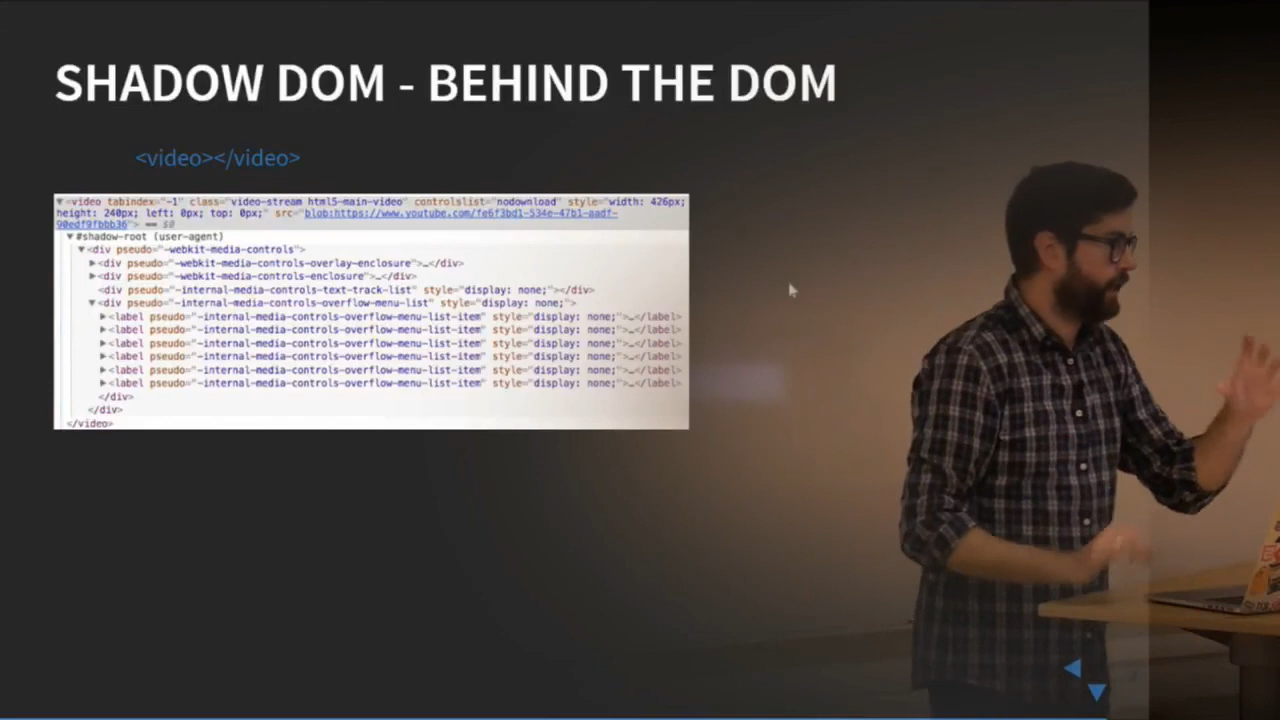 SHADOW DOM - BEHIND THE DOM
<video></video>
▼<video tabindex="-1" class="video-stream html5-main-video" controlslist="nodownload" style="width: 426px;
height: 240px; left: 0px; top: 0px;" src="blob:https://www.youtube.com/fe6f3bd1-534e-47b1-aadf-
90edf9fbbb36"> == $0
▼#shadow-root (user-agent)
▼<div pseudo="-webkit-media-controls">
▶<div pseudo="-webkit-media-controls-overlay-enclosure">…</div>
▶<div pseudo="-webkit-media-controls-enclosure">…</div>
<div pseudo="-internal-media-controls-text-track-list" style="display: none;"></div>
▼<div pseudo="-internal-media-controls-overflow-menu-list" style="display: none;">
▶<label pseudo="-internal-media-controls-overflow-menu-list-item" style="display: none;">…</label>
▶<label pseudo="-internal-media-controls-overflow-menu-list-item" style="display: none;">…</label>
▶<label pseudo="-internal-media-controls-overflow-menu-list-item" style="display: none;">…</label>
▶<label pseudo="-internal-media-controls-overflow-menu-list-item" style="display: none;">…</label>
▶<label pseudo="-internal-media-controls-overflow-menu-list-item" style="display: none;">…</label>
▶<label pseudo="-internal-media-controls-overflow-menu-list-item" style="display: none;">…</label>
</div>
</div>
</video>